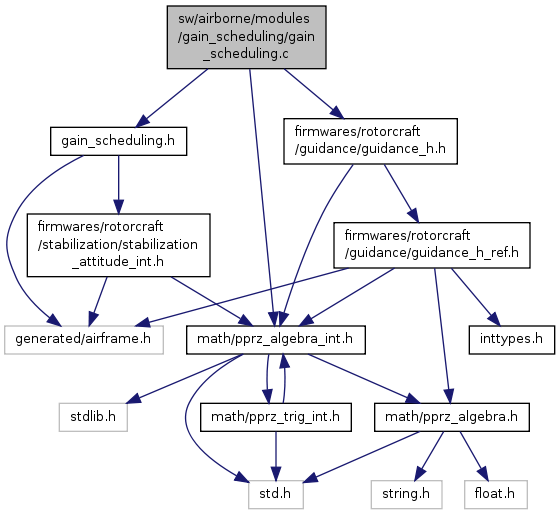 sw/airborne/modules
/gain_scheduling/gain
_scheduling.c
gain_scheduling.h
firmwares/rotorcraft
/guidance/guidance_h.h
firmwares/rotorcraft
/stabilization/stabilization
_attitude_int.h
firmwares/rotorcraft
/guidance/guidance_h_ref.h
generated/airframe.h
math/pprz_algebra_int.h
inttypes.h
stdlib.h
math/pprz_trig_int.h
math/pprz_algebra.h
std.h
string.h
float.h